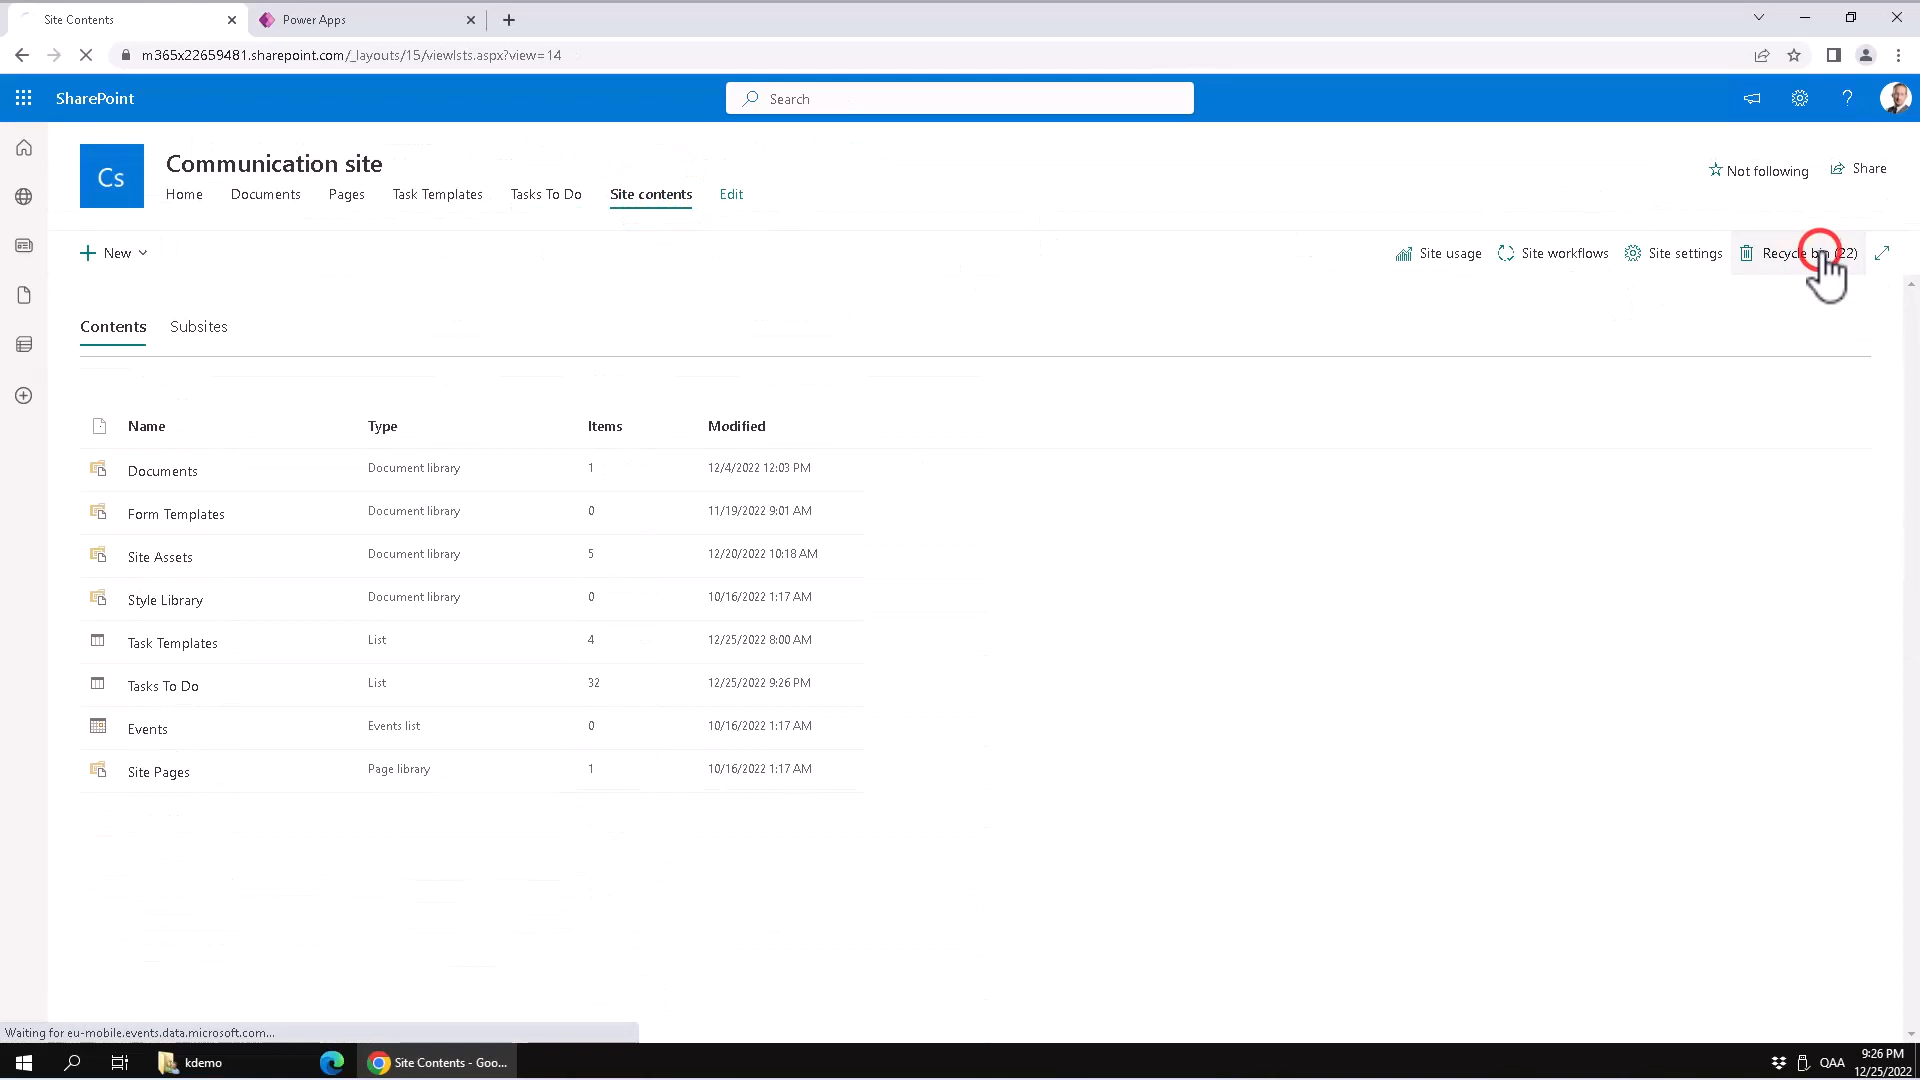 Site Contents
Power Apps
m365x22659481.sharepoint.com/_layouts/15/viewlsts.aspx?view=14
SharePoint
Search
Cs
Communication site
Home Documents Pages Task Templates Tasks To Do Site contents Edit
Not following
Share
New
Site usage
Site workflows
Site settings
Recycle bin (22)
Contents Subsites
Name Type Items Modified
Documents Document library 1 12/4/2022 12:03 PM
Form Templates Document library 0 11/19/2022 9:01 AM
Site Assets Document library 5 12/20/2022 10:18 AM
Style Library Document library 0 10/16/2022 1:17 AM
Task Templates List 4 12/25/2022 8:00 AM
Tasks To Do List 32 12/25/2022 9:26 PM
Events Events list 0 10/16/2022 1:17 AM
Site Pages Page library 1 10/16/2022 1:17 AM
Waiting for eu-mobile.events.data.microsoft.com...
kdemo
Site Contents - Goo...
QAA
9:26 PM
12/25/2022